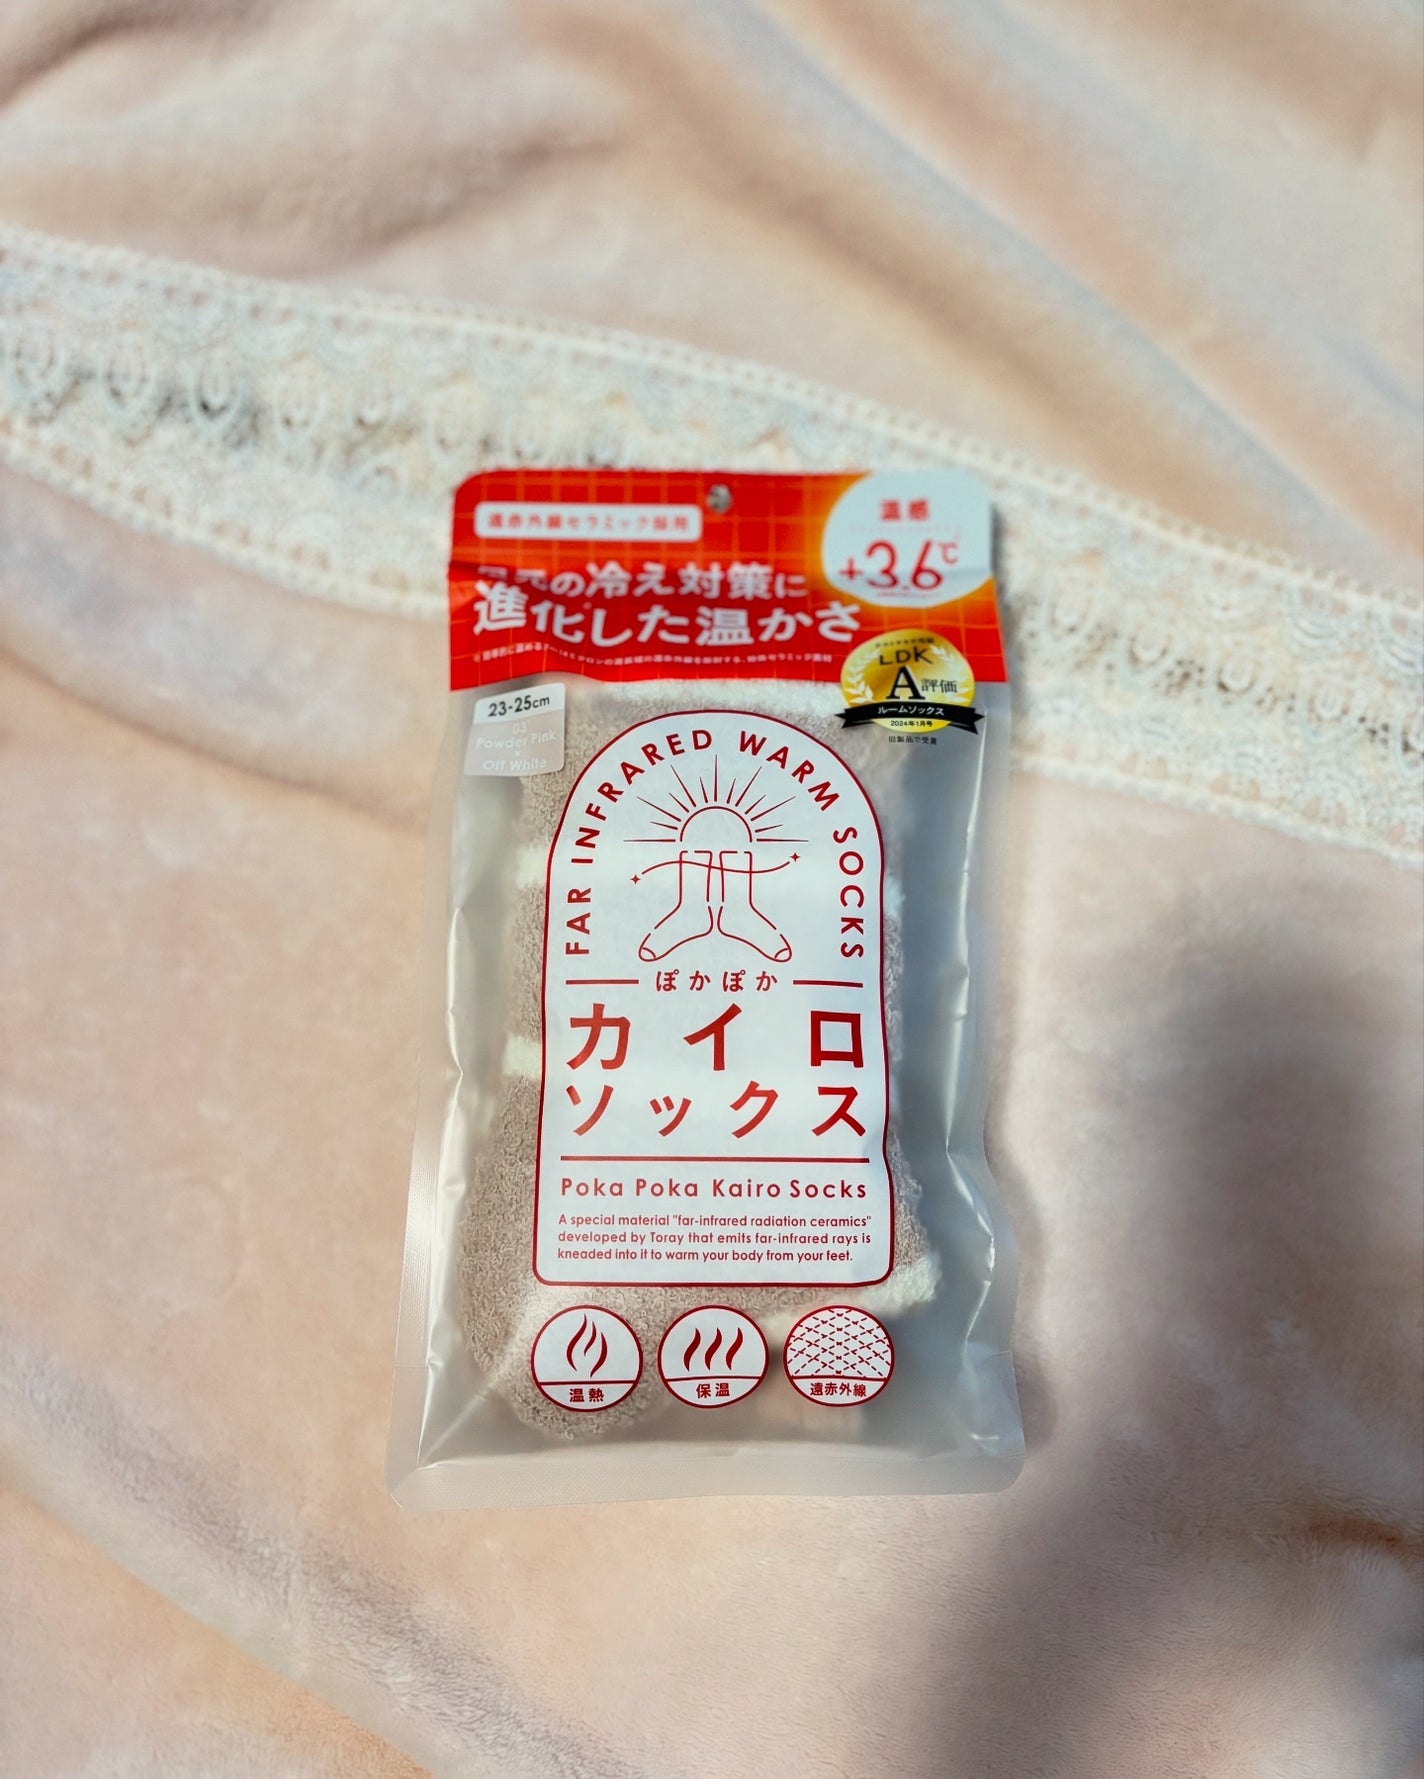 遠赤外線セラミック採用
温感
+3.6℃
の冷え対策に
進化した温かさ
LDK
A評価
ルームソックス
2024年1月号
旧製品で受賞
23-25cm
03
Powder Pink
×
Off White
FAR INFRARED WARM SOCKS
ぽかぽか
カイロ
ソックス
Poka Poka Kairo Socks
A special material "far-infrared radiation ceramics"
developed by Toray that emits far-infrared rays is
kneaded into it to warm your body from your feet.
温熱
保温
遠赤外線